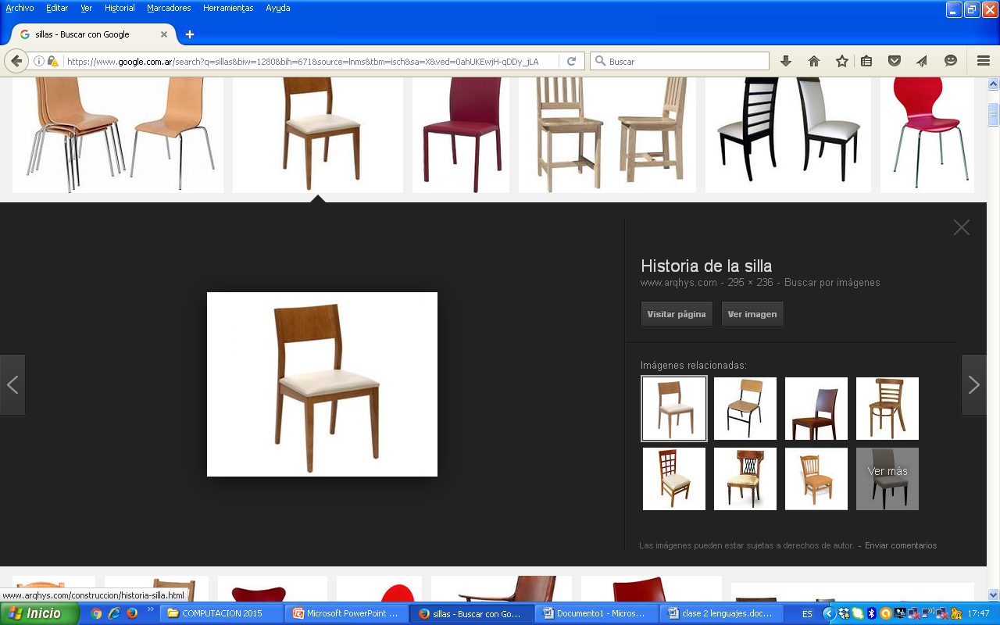 Archivo Editar Ver Historial Marcadores Herramientas Ayuda
sillas - Buscar con Google
https://www.google.com.ar/search?q=sillas&biw=1280&bih=671&source=lnms&tbm=isch&sa=X&ved=0ahUKEwjH-qDDy_jLA
Buscar
Historia de la silla
www.arqhys.com - 295 × 236 - Buscar por imágenes
Visitar página Ver imagen
Imágenes relacionadas:
Ver más
Las imágenes pueden estar sujetas a derechos de autor. - Enviar comentarios
www.arqhys.com/construccion/historia-silla.html
Inicio
COMPUTACION 2015
Microsoft PowerPoint ...
sillas - Buscar con Go...
Documento1 - Micros...
clase 2 lenguajes.doc...
ES
17:47